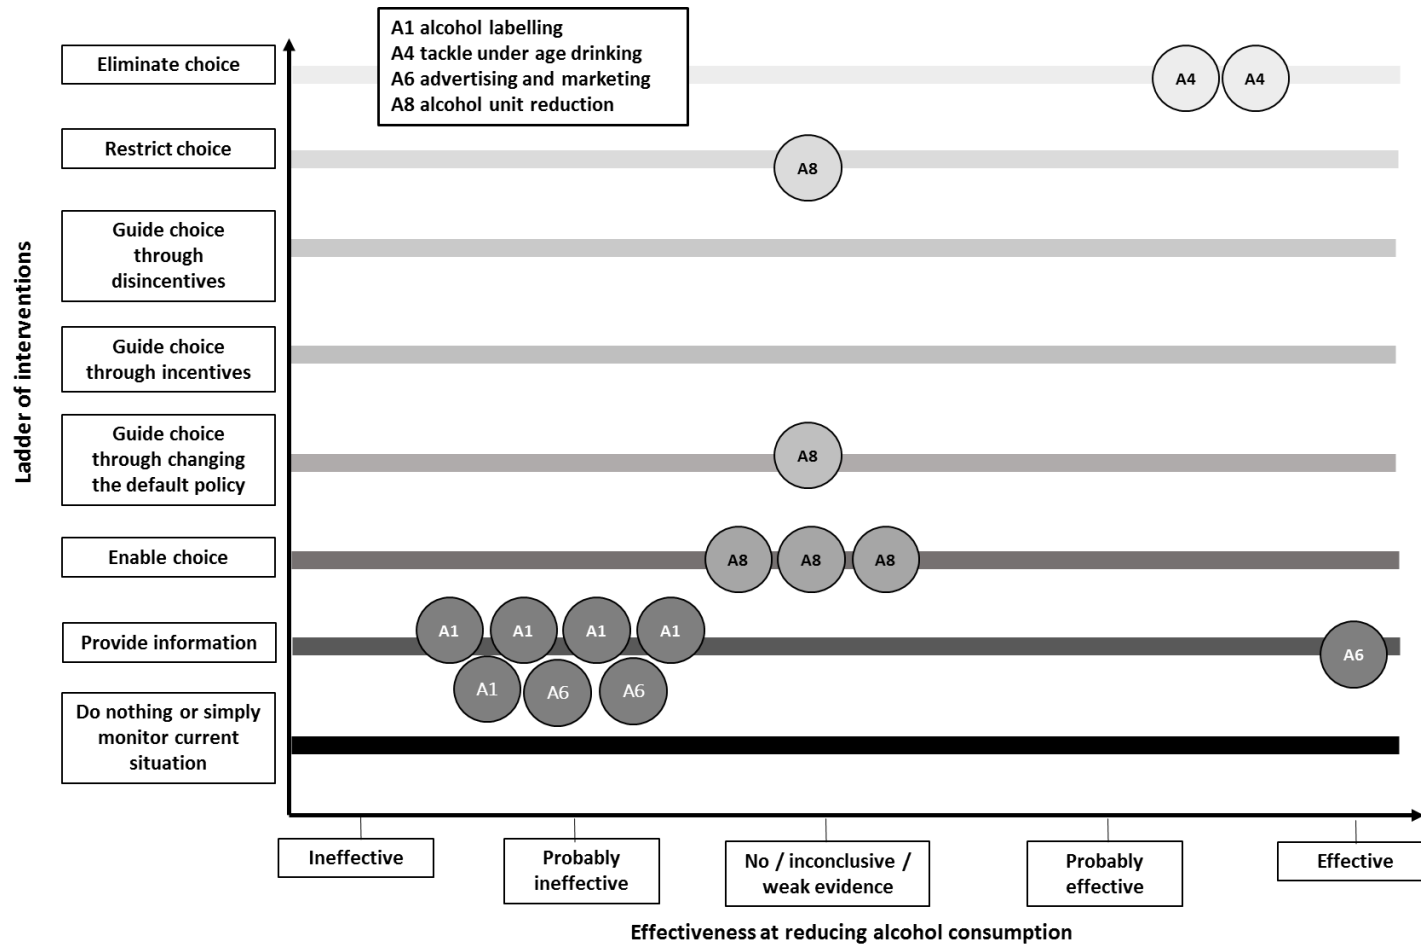 A1 alcohol labelling
A4 tackle under age drinking
A6 advertising and marketing
A8 alcohol unit reduction
Ladder of interventions
Eliminate choice
A4 A4
Restrict choice
A8
Guide choice
through
disincentives
Guide choice
through incentives
Guide choice
through changing
the default policy
A8
Enable choice
A8 A8 A8
Provide information
A1 A1 A1 A1
A6
A1 A6 A6
Do nothing or simply
monitor current
situation
Ineffective
Probably
ineffective
No / inconclusive /
weak evidence
Probably
effective
Effective
Effectiveness at reducing alcohol consumption